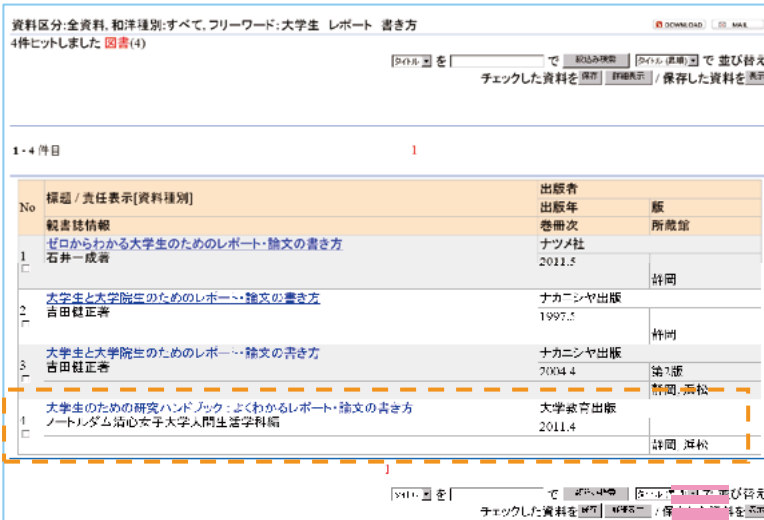 資料区分:全資料, 和洋種別:すべて, フリーワード:大学生 レポート 書き方
DOWNLOAD MAIL
4件ヒットしました 図書(4)
タイトル を で 絞込み検索 タイトル(昇順) で 並び替え
チェックした資料を 保存 詳細表示 / 保存した資料を 表示
1 - 4 件目 1
No 標題 / 責任表示[資料種別] 出版者
出版年 版
親書誌情報 巻冊次 所蔵館
1 ゼロからわかる大学生のためのレポート・論文の書き方 ナツメ社
石井一成著 2011.5
静岡
2 大学生と大学院生のためのレポート・論文の書き方 ナカニシヤ出版
吉田健正著 1997.5
静岡
3 大学生と大学院生のためのレポート・論文の書き方 ナカニシヤ出版
吉田健正著 2004.4 第2版
静岡, 浜松
4 大学生のための研究ハンドブック : よくわかるレポート・論文の書き方 大学教育出版
ノートルダム清心女子大学人間生活学科編 2011.4
静岡, 浜松
1
タイトル を で 並び替え
チェックした資料を 保存 / 資料を 表示